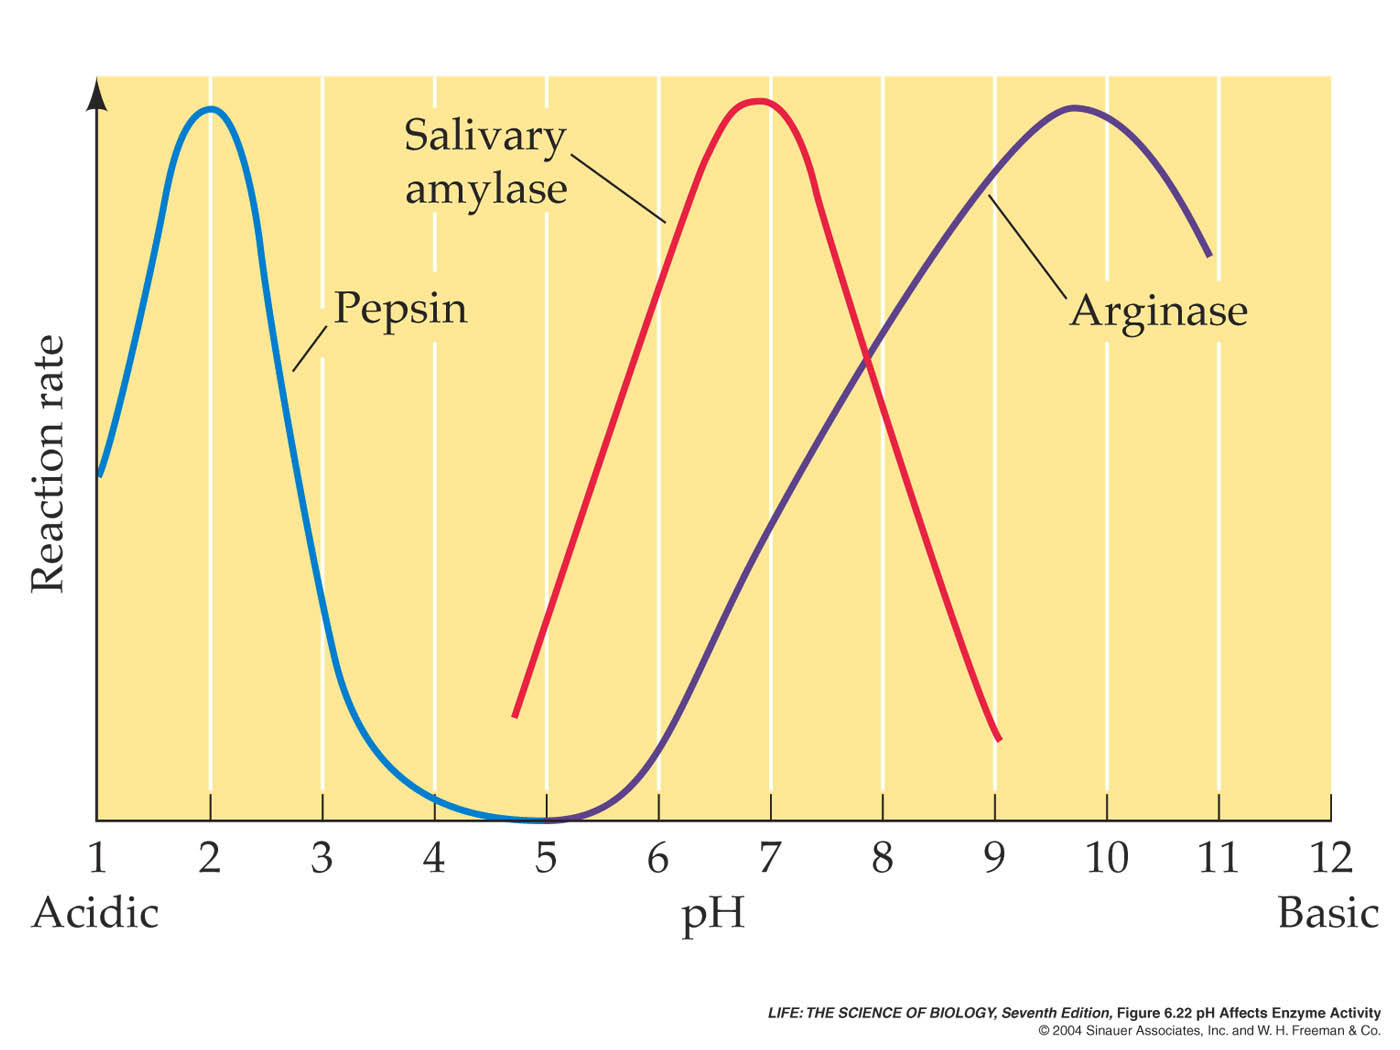 Salivary
amylase
Pepsin
Arginase
Reaction rate
1 2 3 4 5 6 7 8 9 10 11 12
Acidic pH Basic
LIFE: THE SCIENCE OF BIOLOGY, Seventh Edition, Figure 6.22 pH Affects Enzyme Activity
© 2004 Sinauer Associates, Inc. and W. H. Freeman & Co.